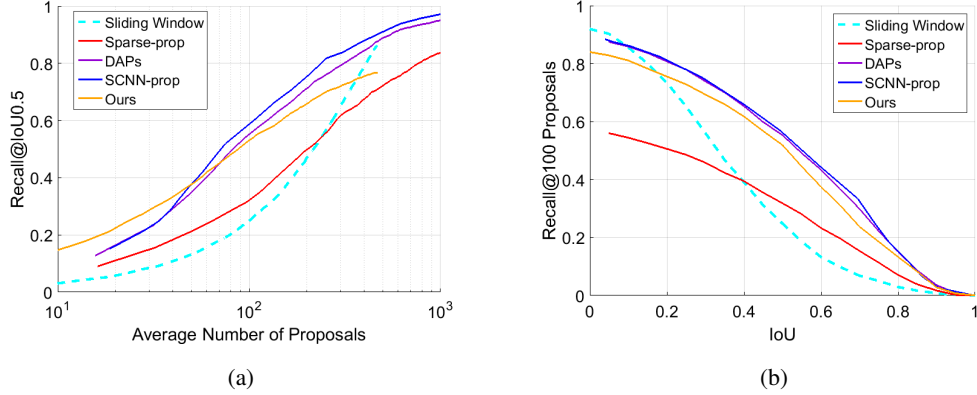 Recall@IoU0.5
1
0.8
0.6
0.4
0.2
0
10^1
10^2
10^3
Average Number of Proposals
Sliding Window
Sparse-prop
DAPs
SCNN-prop
Ours
(a)
Recall@100 Proposals
1
0.8
0.6
0.4
0.2
0
0
0.2
0.4
0.6
0.8
1
IoU
Sliding Window
Sparse-prop
DAPs
SCNN-prop
Ours
(b)